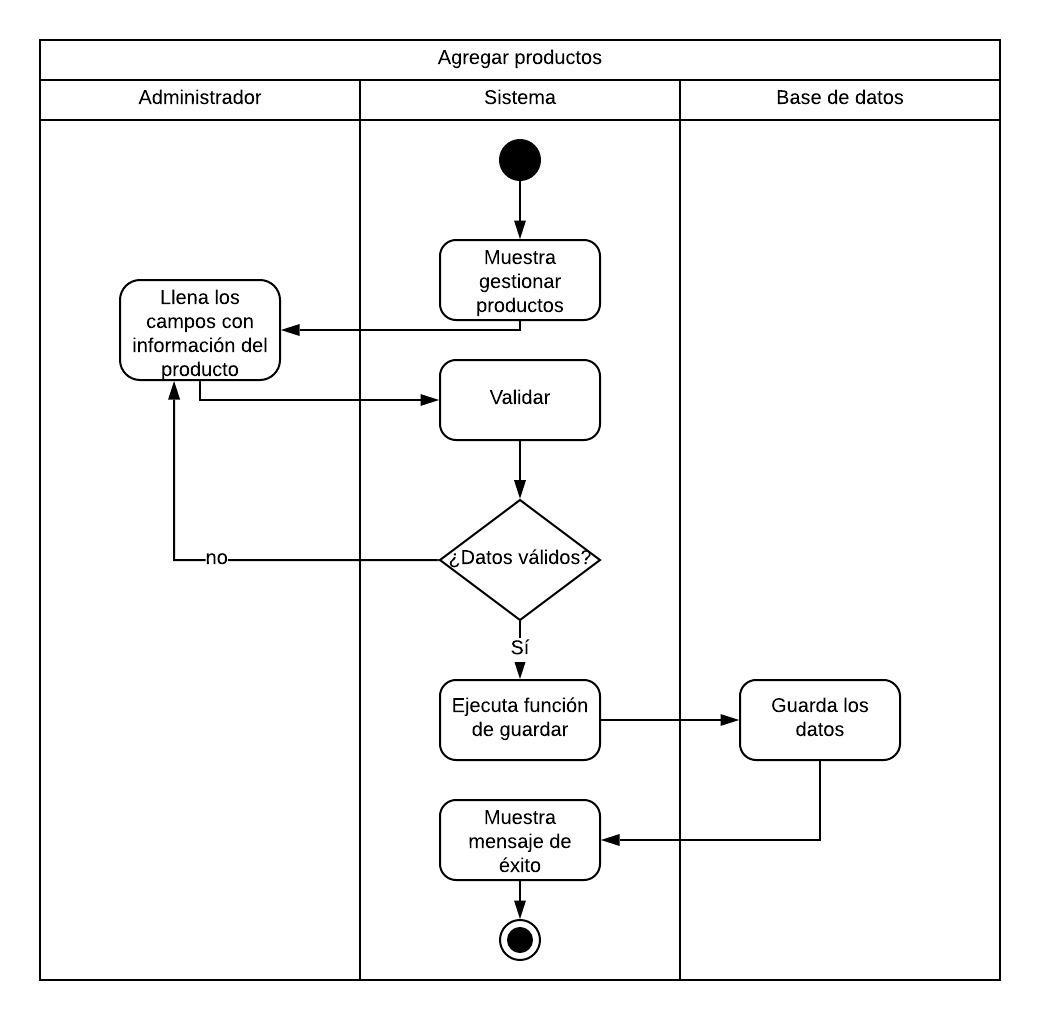 Agregar productos
Administrador
Sistema
Base de datos
Muestra
gestionar
productos
Llena los
campos con
información del
producto
Validar
¿Datos válidos?
no
Sí
Ejecuta función
de guardar
Guarda los
datos
Muestra
mensaje de
éxito